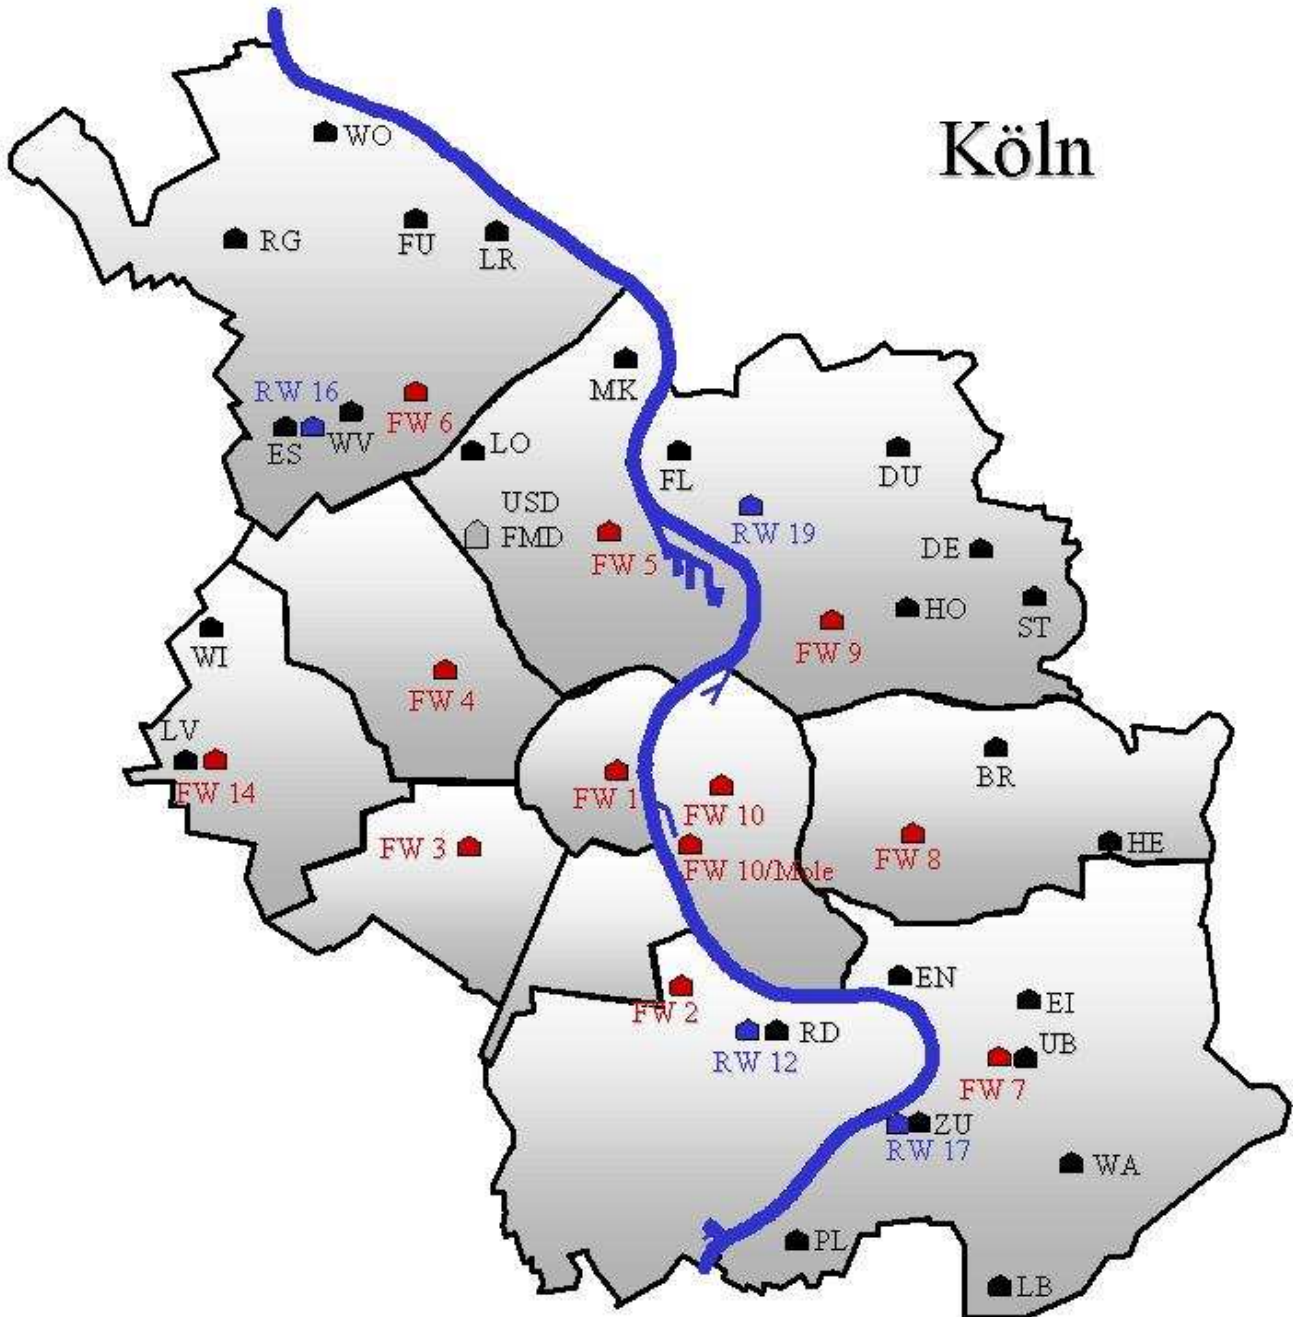 Köln
WO
RG
FU
LR
MK
RW 16
FW 6
ES
WV
LO
FL
DU
USD
FMD
RW 19
FW 5
DE
HO
ST
WI
FW 9
FW 4
LV
FW 14
BR
FW 1
FW 10
FW 3
FW 8
HE
FW 10/Mole
EN
EI
FW 2
RD
UB
RW 12
FW 7
ZU
RW 17
WA
PL
LB